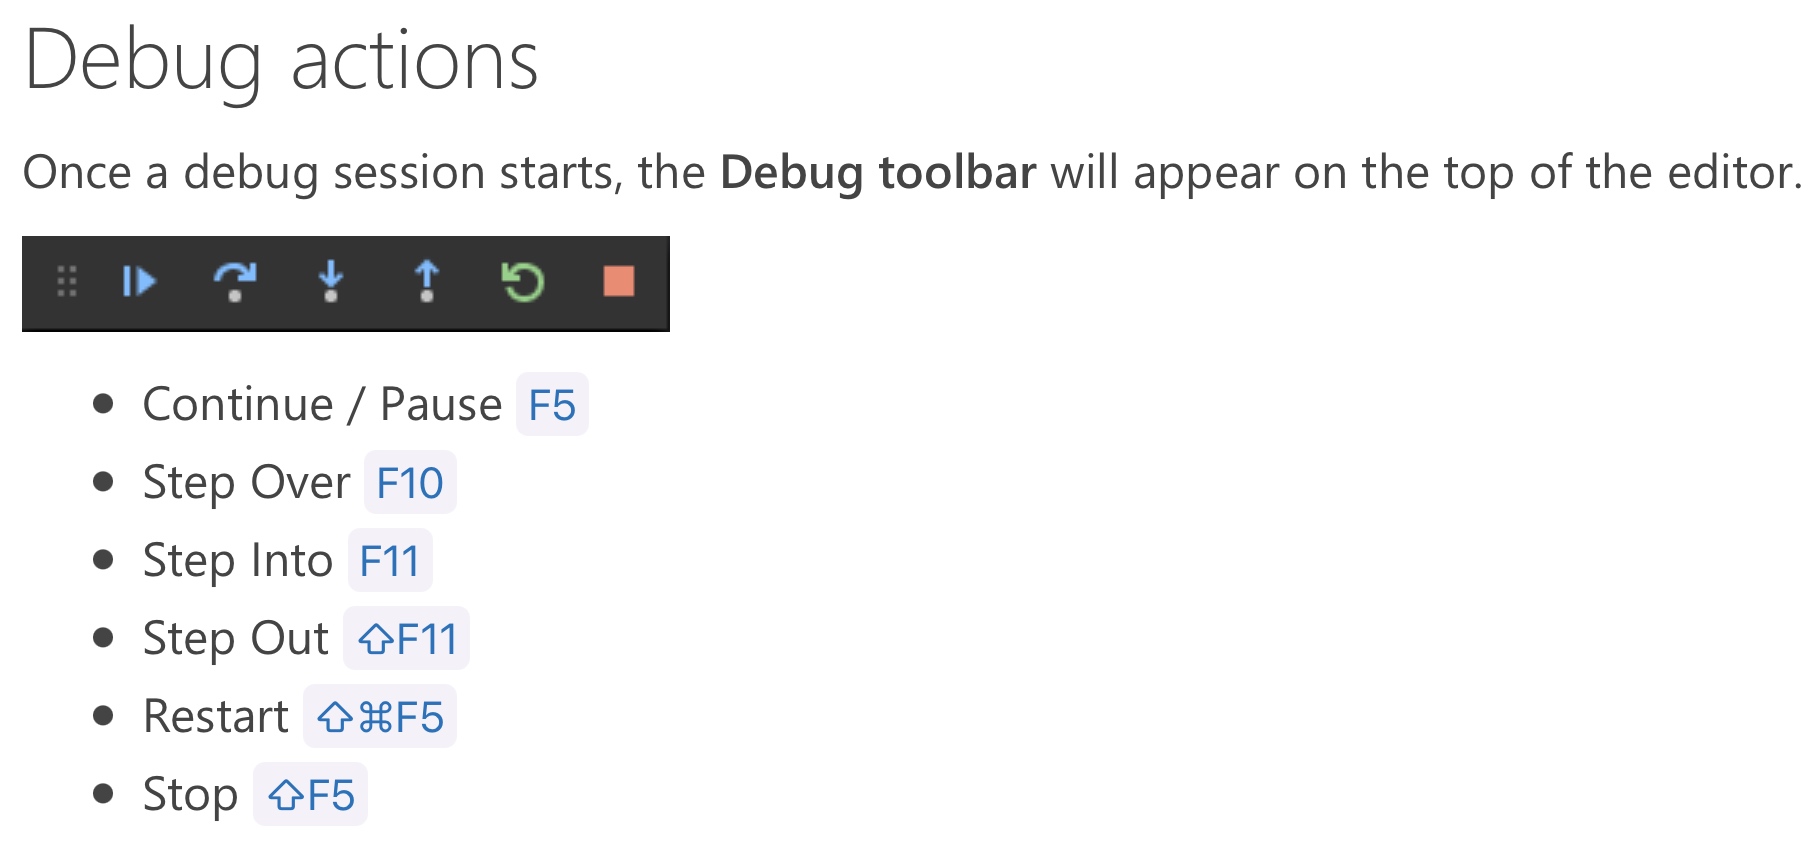 Debug actions
Once a debug session starts, the Debug toolbar will appear on the top of the editor.
Continue / Pause F5
Step Over F10
Step Into F11
Step Out ⇧F11
Restart ⇧⌘F5
Stop ⇧F5